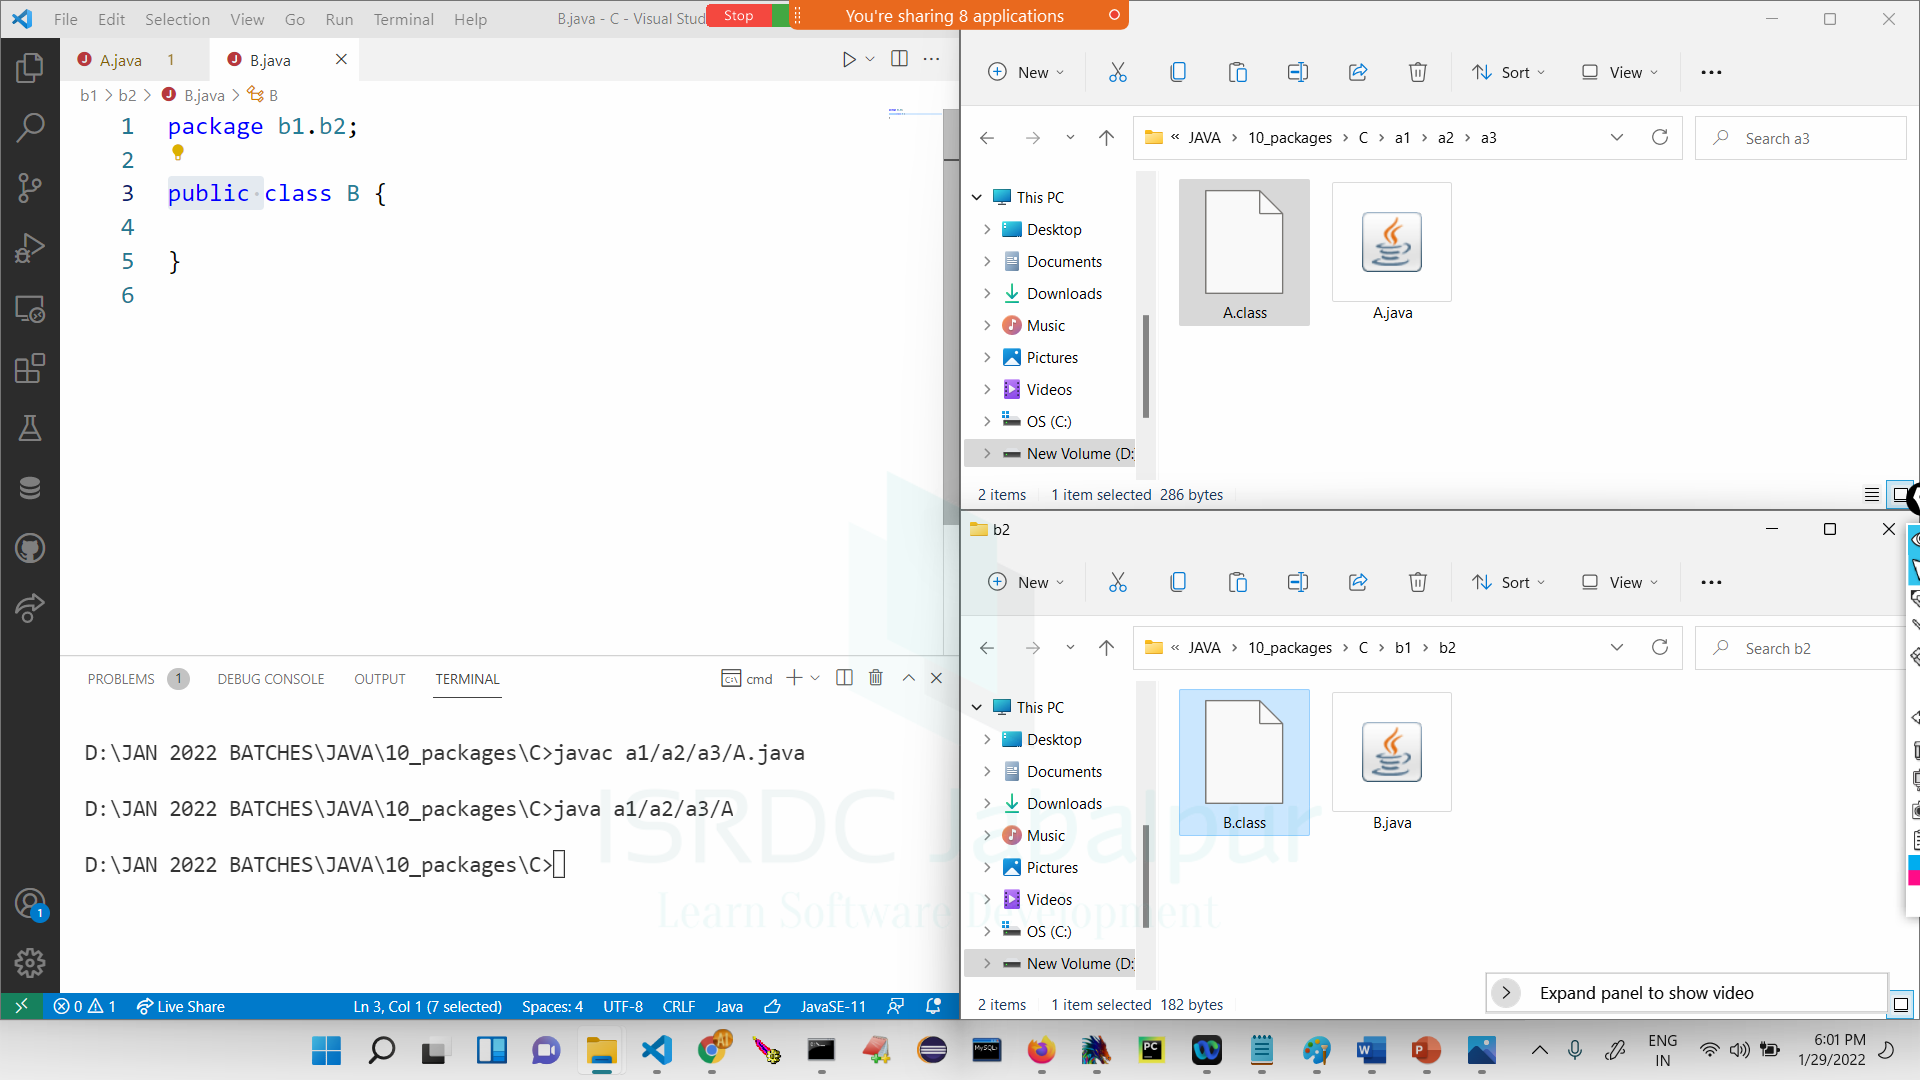 File Edit Selection View Go Run Terminal Help B.java - C - Visual Stud
Stop
You're sharing 8 applications
A.java 1
B.java
b1 > b2 > B.java > B
1 package b1.b2;
2
3 public class B {
4
5 }
6
PROBLEMS 1 DEBUG CONSOLE OUTPUT TERMINAL
cmd
D:\JAN 2022 BATCHES\JAVA\10_packages\C>javac a1/a2/a3/A.java
D:\JAN 2022 BATCHES\JAVA\10_packages\C>java a1/a2/a3/A
D:\JAN 2022 BATCHES\JAVA\10_packages\C>
ISRDC Jabalpur
Learn Software Development
1
0 1 Live Share Ln 3, Col 1 (7 selected) Spaces: 4 UTF-8 CRLF Java JavaSE-11
New Sort View
« JAVA > 10_packages > C > a1 > a2 > a3
Search a3
This PC
Desktop
Documents
Downloads
Music
Pictures
Videos
OS (C:)
New Volume (D:
A.class
A.java
2 items 1 item selected 286 bytes
b2
New Sort View
« JAVA > 10_packages > C > b1 > b2
Search b2
This PC
Desktop
Documents
Downloads
Music
Pictures
Videos
OS (C:)
New Volume (D:
B.class
B.java
2 items 1 item selected 182 bytes
Expand panel to show video
ENG
IN
6:01 PM
1/29/2022